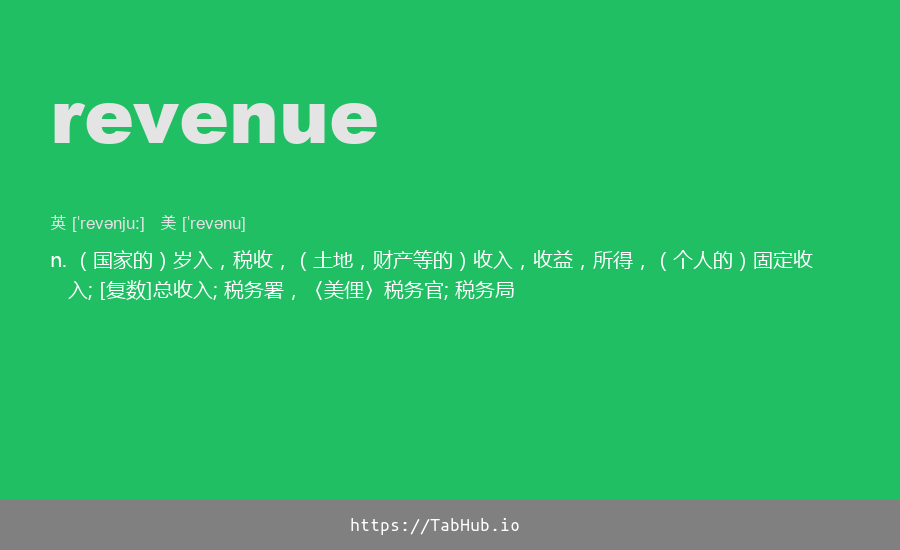 revenue
英 ['revənju:] 美 ['revənu]
n. （国家的）岁入，税收，（土地，财产等的）收入，收益，所得，（个人的）固定收
入; [复数]总收入; 税务署，〈美俚〉税务官; 税务局
https://TabHub.io